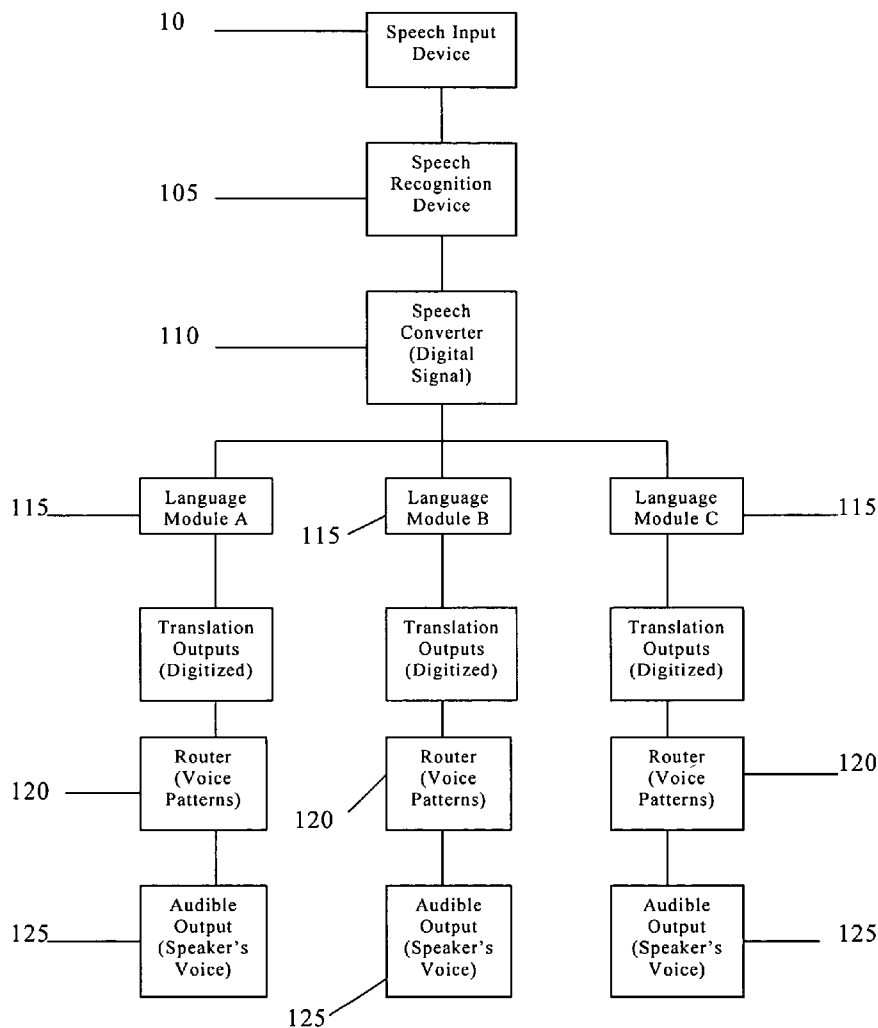 10
Speech Input
Device
105
Speech
Recognition
Device
110
Speech
Converter
(Digital
Signal)
115
Language
Module A
115
Language
Module B
Language
Module C
115
Translation
Outputs
(Digitized)
Translation
Outputs
(Digitized)
Translation
Outputs
(Digitized)
120
Router
(Voice
Patterns)
120
Router
(Voice
Patterns)
Router
(Voice
Patterns)
120
125
Audible
Output
(Speaker's
Voice)
125
Audible
Output
(Speaker's
Voice)
Audible
Output
(Speaker's
Voice)
125